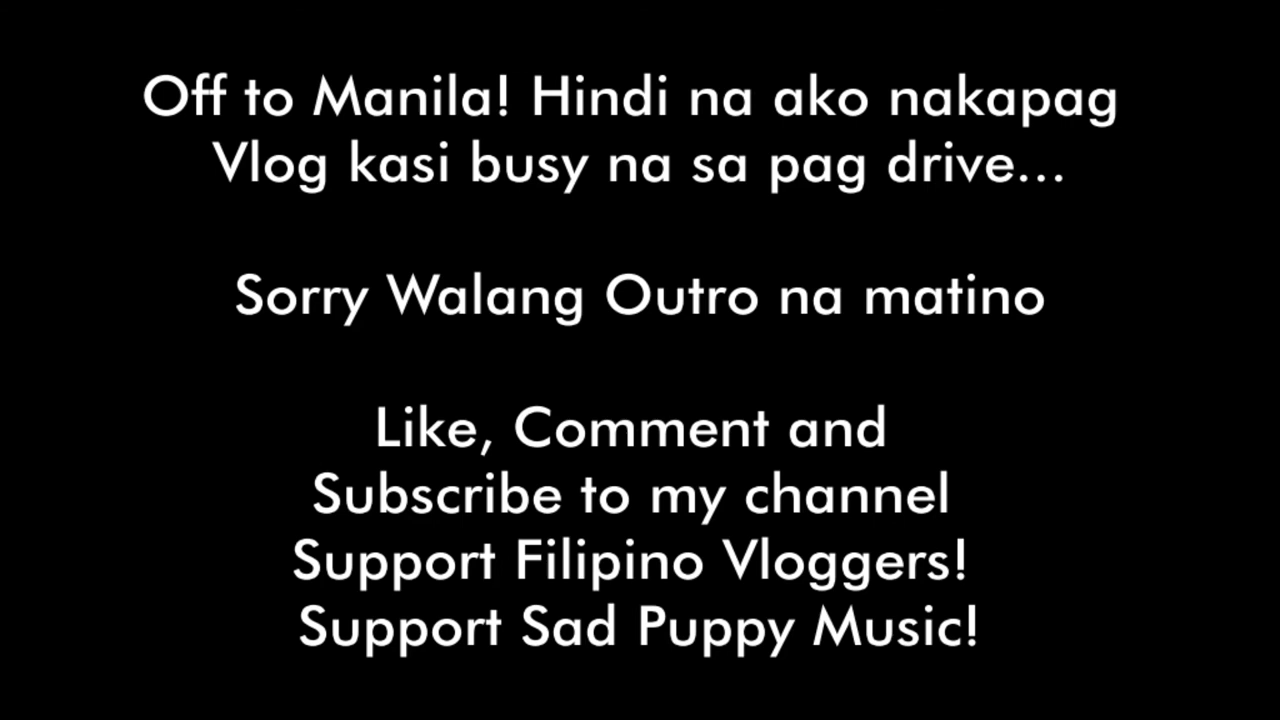 Off to Manila! Hindi na ako nakapag
Vlog kasi busy na sa pag drive...
Sorry Walang Outro na matino
Like, Comment and
Subscribe to my channel
Support Filipino Vloggers!
Support Sad Puppy Music!